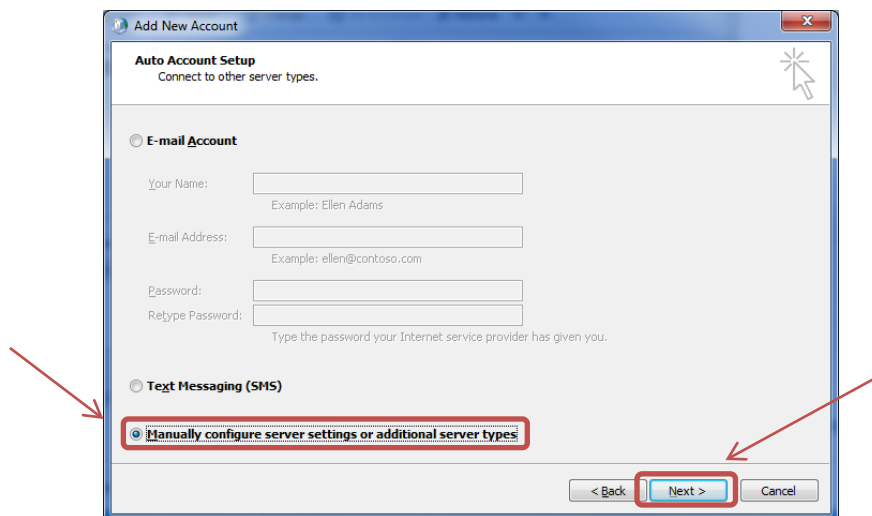 Add New Account
Auto Account Setup
Connect to other server types.
E-mail Account
Your Name:
Example: Ellen Adams
E-mail Address:
Example: ellen@contoso.com
Password:
Retype Password:
Type the password your Internet service provider has given you.
Text Messaging (SMS)
Manually configure server settings or additional server types
< Back Next > Cancel